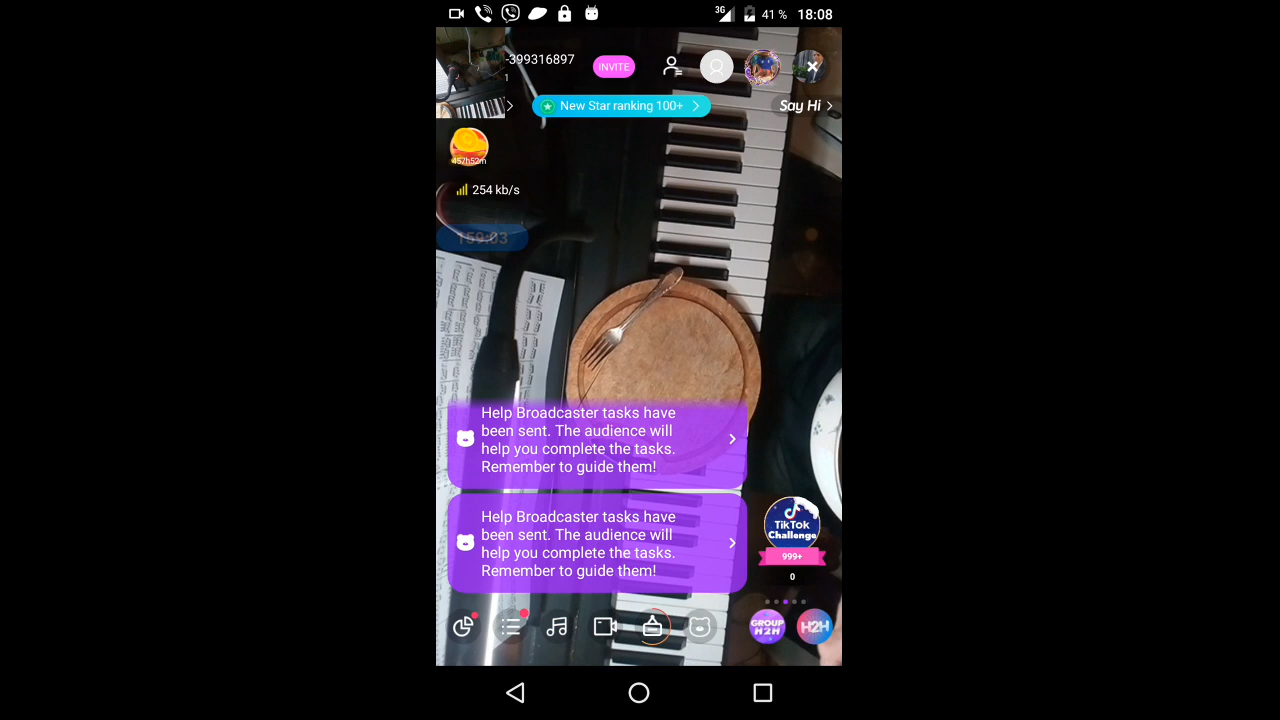 3G 41 % 18:08
-399316897
1
INVITE
New Star ranking 100+
Say Hi
457h52m
254 kb/s
159:03
Help Broadcaster tasks have
been sent. The audience will
help you complete the tasks.
Remember to guide them!
Help Broadcaster tasks have
been sent. The audience will
help you complete the tasks.
Remember to guide them!
TikTok
Challenge
999+
0
GROUP
H2H
H2H